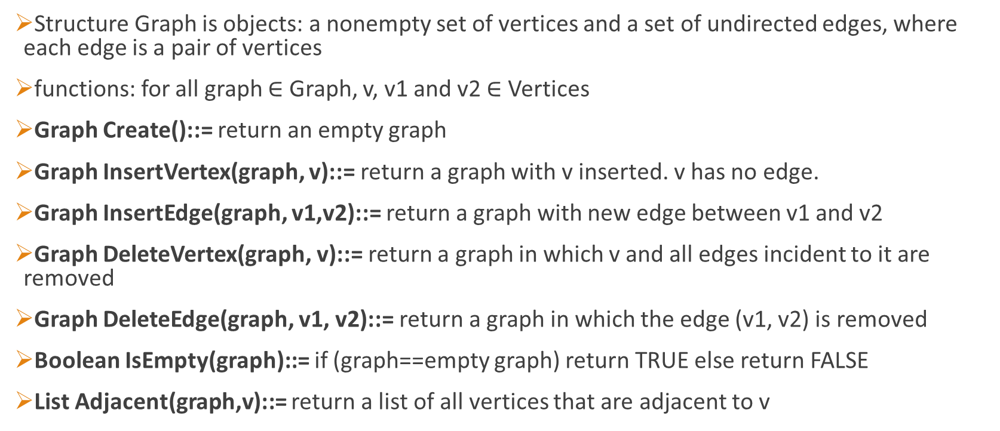 ➢Structure Graph is objects: a nonempty set of vertices and a set of undirected edges, where
each edge is a pair of vertices
➢functions: for all graph ∈ Graph, v, v1 and v2 ∈ Vertices
➢Graph Create()::= return an empty graph
➢Graph InsertVertex(graph, v)::= return a graph with v inserted. v has no edge.
➢Graph InsertEdge(graph, v1,v2)::= return a graph with new edge between v1 and v2
➢Graph DeleteVertex(graph, v)::= return a graph in which v and all edges incident to it are
removed
➢Graph DeleteEdge(graph, v1, v2)::= return a graph in which the edge (v1, v2) is removed
➢Boolean IsEmpty(graph)::= if (graph==empty graph) return TRUE else return FALSE
➢List Adjacent(graph,v)::= return a list of all vertices that are adjacent to v